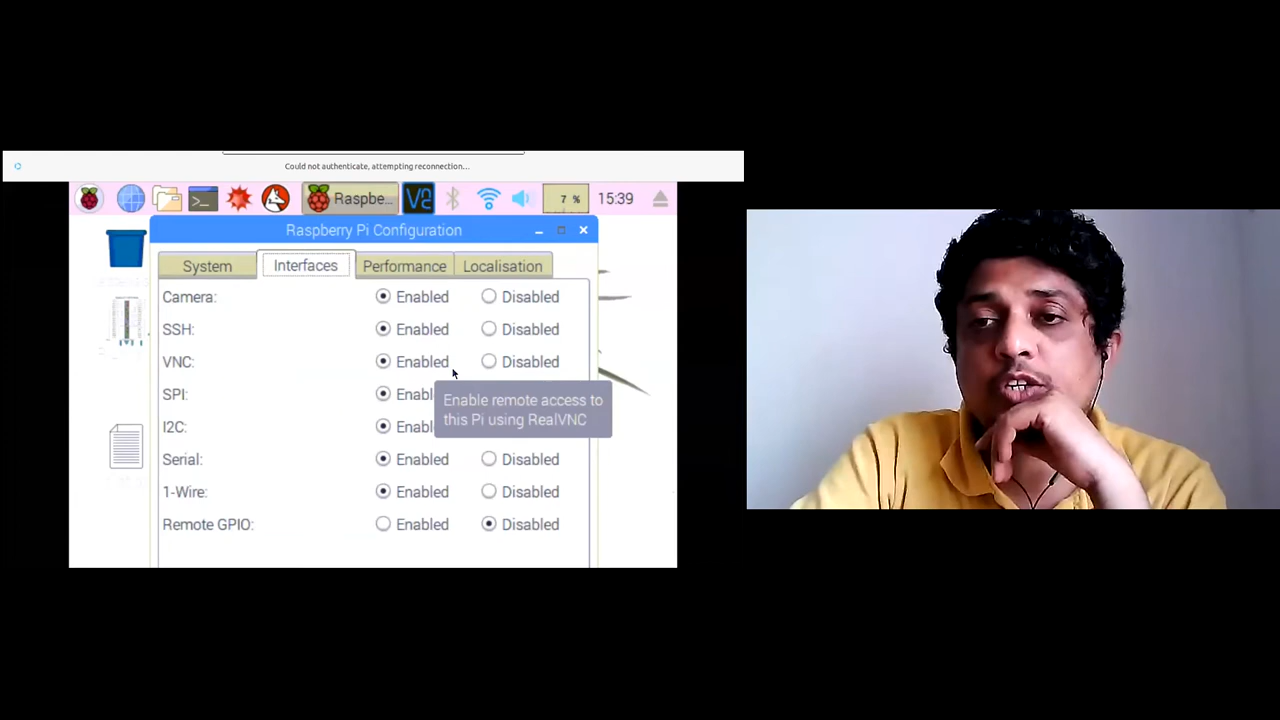 Could not authenticate, attempting reconnection...
Raspbe...
7 %
15:39
Raspberry Pi Configuration
System
Interfaces
Performance
Localisation
Camera: Enabled Disabled
SSH: Enabled Disabled
VNC: Enabled Disabled
SPI: Enabl
Enable remote access to
this Pi using RealVNC
I2C: Enabl
Serial: Enabled Disabled
1-Wire: Enabled Disabled
Remote GPIO: Enabled Disabled